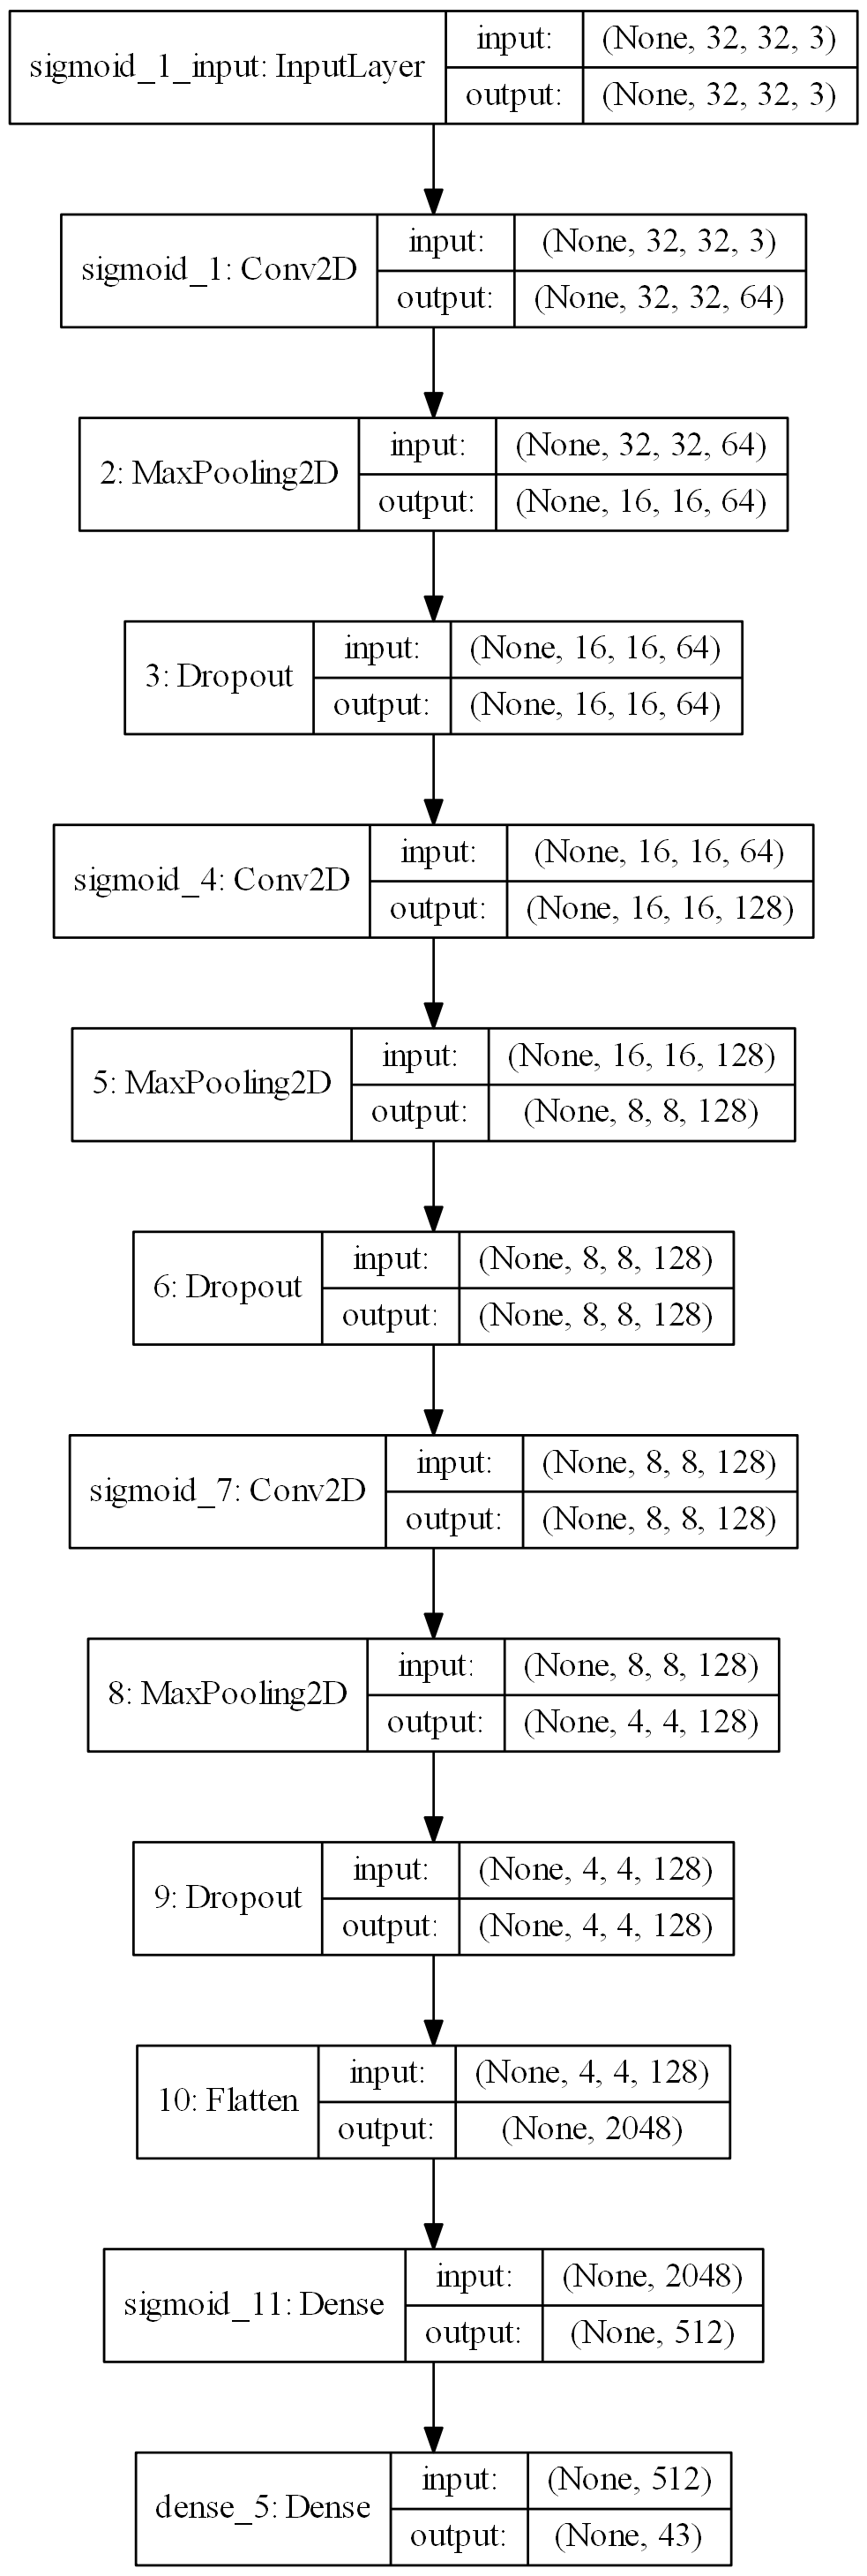 sigmoid_1_input: InputLayer
input: (None, 32, 32, 3)
output: (None, 32, 32, 3)
sigmoid_1: Conv2D
input: (None, 32, 32, 3)
output: (None, 32, 32, 64)
2: MaxPooling2D
input: (None, 32, 32, 64)
output: (None, 16, 16, 64)
3: Dropout
input: (None, 16, 16, 64)
output: (None, 16, 16, 64)
sigmoid_4: Conv2D
input: (None, 16, 16, 64)
output: (None, 16, 16, 128)
5: MaxPooling2D
input: (None, 16, 16, 128)
output: (None, 8, 8, 128)
6: Dropout
input: (None, 8, 8, 128)
output: (None, 8, 8, 128)
sigmoid_7: Conv2D
input: (None, 8, 8, 128)
output: (None, 8, 8, 128)
8: MaxPooling2D
input: (None, 8, 8, 128)
output: (None, 4, 4, 128)
9: Dropout
input: (None, 4, 4, 128)
output: (None, 4, 4, 128)
10: Flatten
input: (None, 4, 4, 128)
output: (None, 2048)
sigmoid_11: Dense
input: (None, 2048)
output: (None, 512)
dense_5: Dense
input: (None, 512)
output: (None, 43)